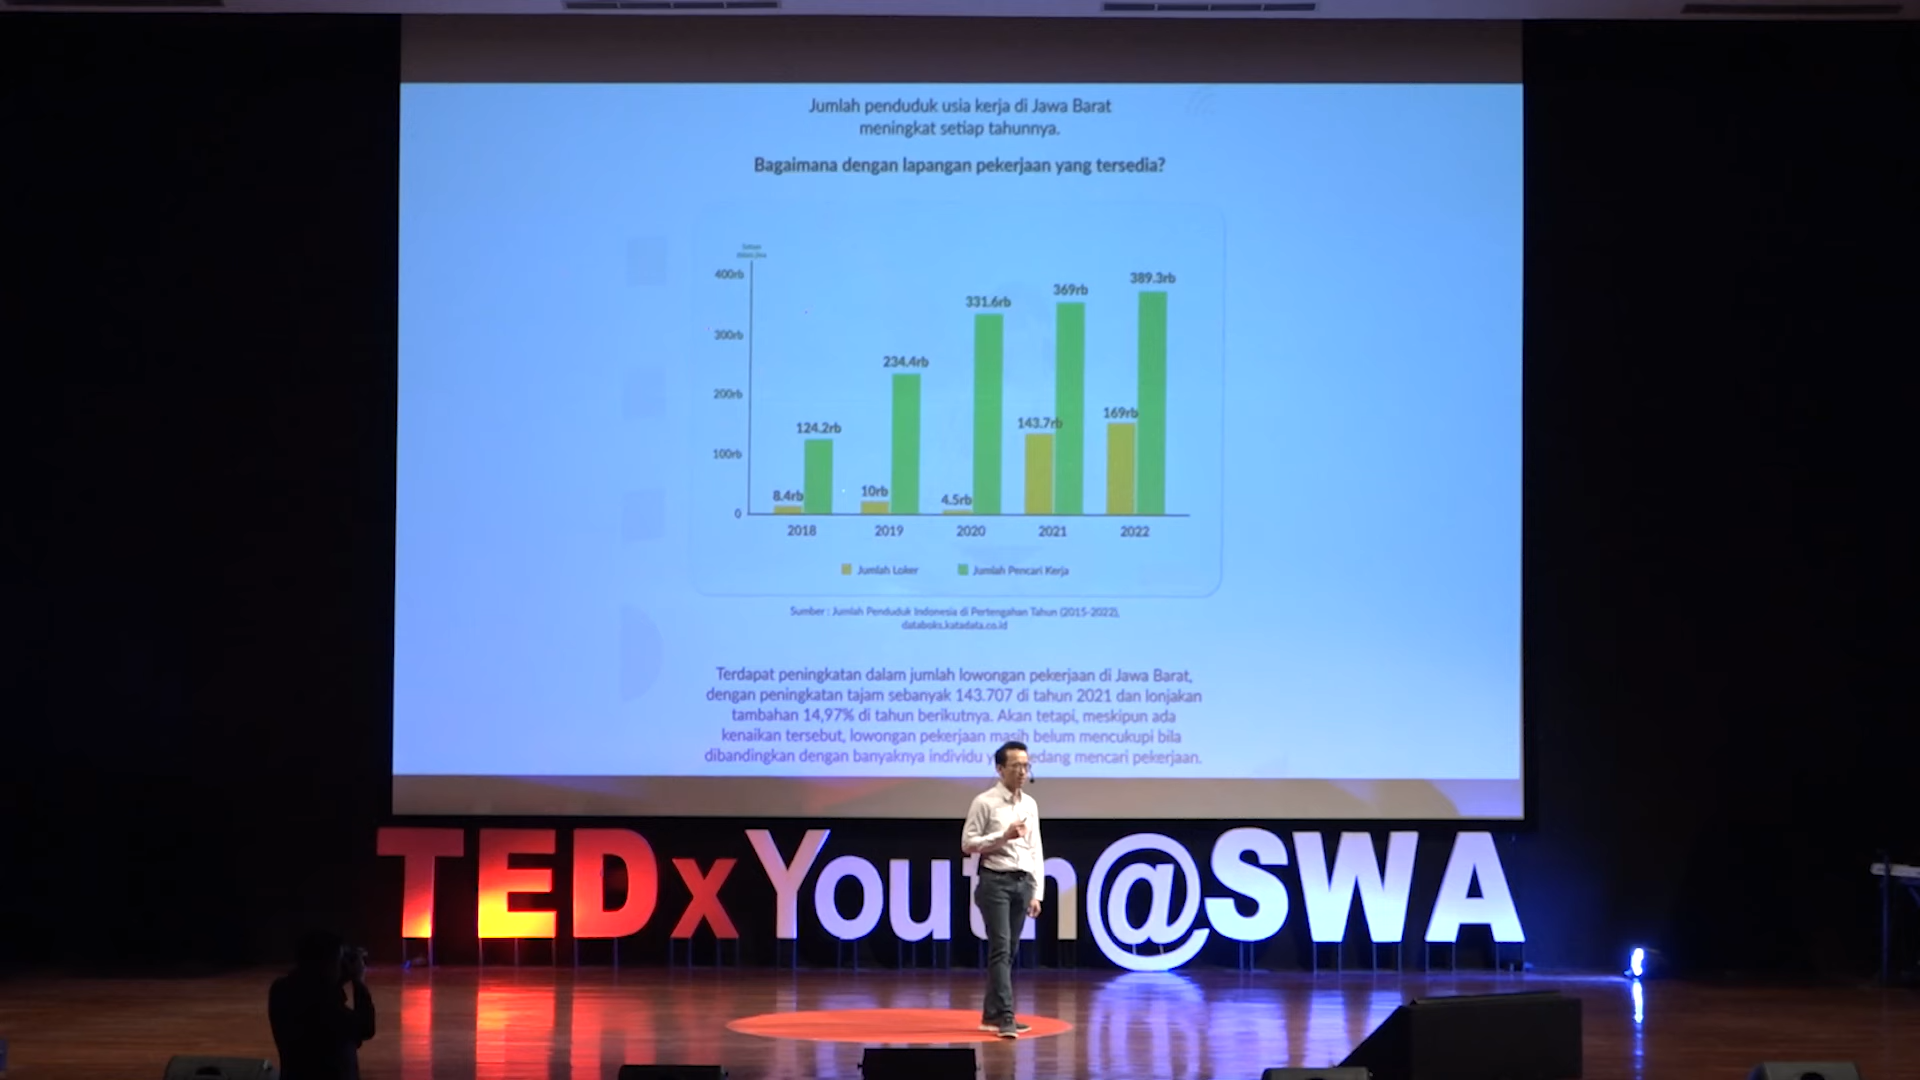 Jumlah penduduk usia kerja di Jawa Barat
meningkat setiap tahunnya.
Bagaimana dengan lapangan pekerjaan yang tersedia?
400rb
300rb
200rb
100rb
0
8.4rb
124.2rb
10rb
234.4rb
4.5rb
331.6rb
143.7rb
369rb
169rb
389.3rb
2018
2019
2020
2021
2022
Jumlah Loker
Jumlah Pencari Kerja
Sumber : Jumlah Penduduk Indonesia di Pertengahan Tahun (2015-2022),
databoks.katadata.co.id
Terdapat peningkatan dalam jumlah lowongan pekerjaan di Jawa Barat,
dengan peningkatan tajam sebanyak 143.707 di tahun 2021 dan lonjakan
tambahan 14,97% di tahun berikutnya. Akan tetapi, meskipun ada
kenaikan tersebut, lowongan pekerjaan masih belum mencukupi bila
dibandingkan dengan banyaknya individu mencari pekerjaan.
TEDxYouth@SWA